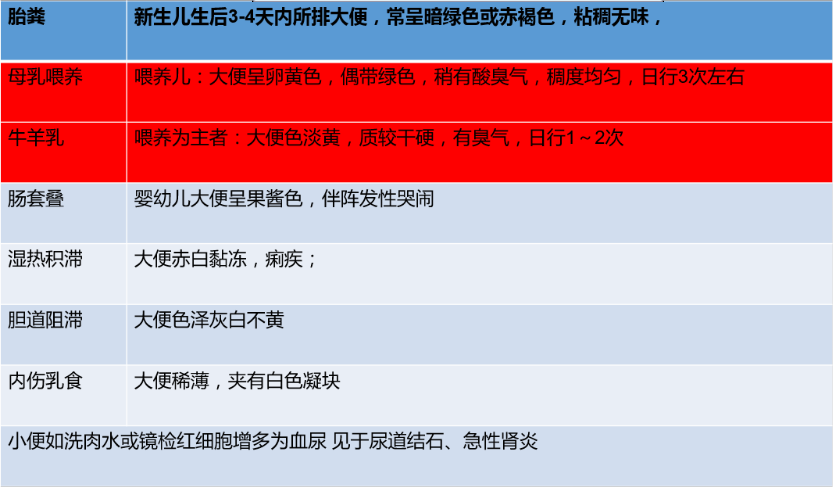 胎粪 新生儿生后3-4天内所排大便，常呈暗绿色或赤褐色，粘稠无味，
母乳喂养 喂养儿：大便呈卵黄色，偶带绿色，稍有酸臭气，稠度均匀，日行3次左右
牛羊乳 喂养为主者：大便色淡黄，质较干硬，有臭气，日行1～2次
肠套叠 婴幼儿大便呈果酱色，伴阵发性哭闹
湿热积滞 大便赤白黏冻，痢疾；
胆道阻滞 大便色泽灰白不黄
内伤乳食 大便稀薄，夹有白色凝块
小便如洗肉水或镜检红细胞增多为血尿 见于尿道结石、急性肾炎